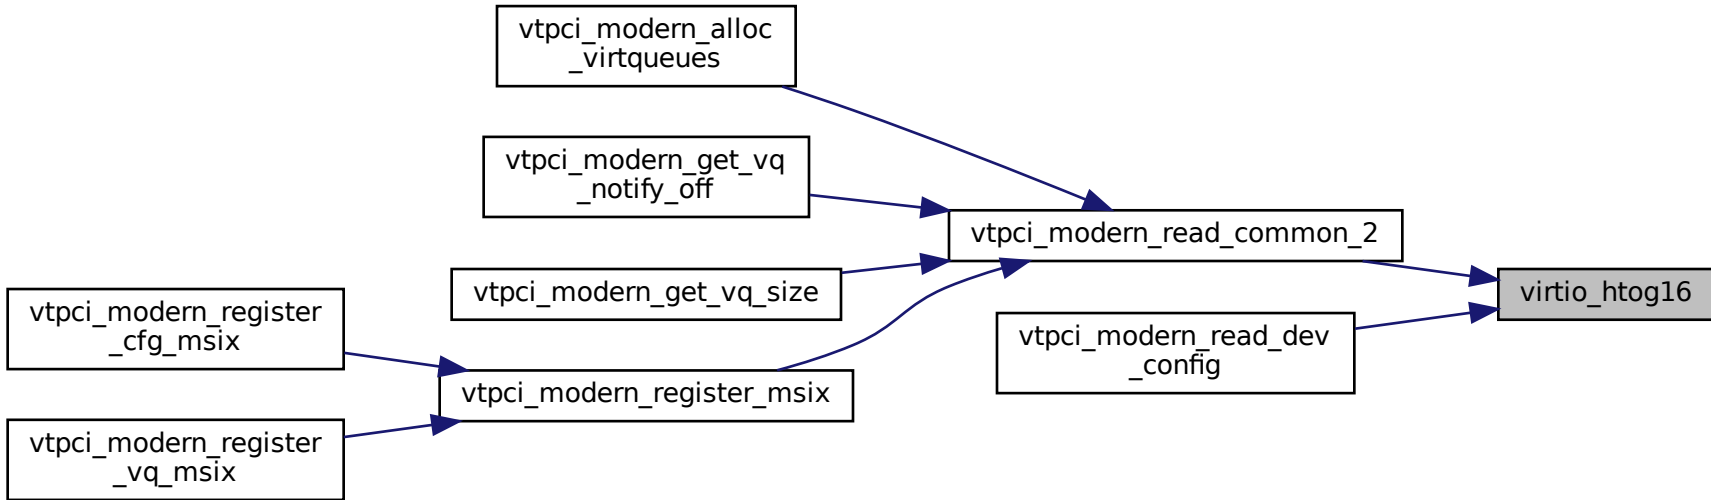 vtpci_modern_alloc
_virtqueues
vtpci_modern_get_vq
_notify_off
vtpci_modern_read_common_2
vtpci_modern_get_vq_size
virtio_htog16
vtpci_modern_register
_cfg_msix
vtpci_modern_read_dev
_config
vtpci_modern_register_msix
vtpci_modern_register
_vq_msix